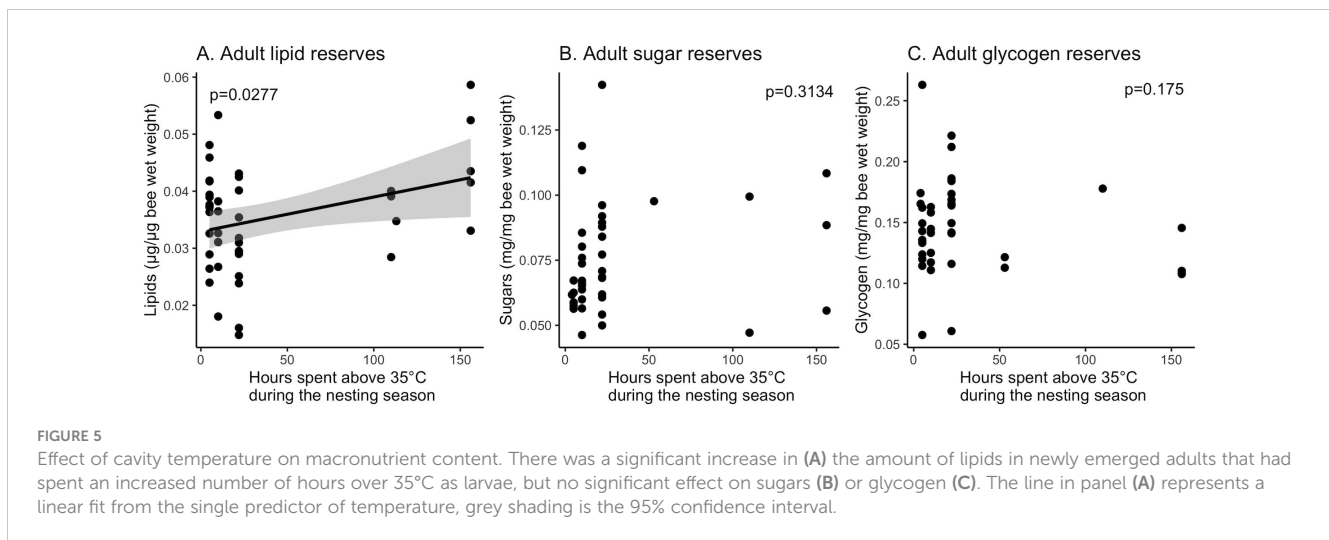 A. Adult lipid reserves
p=0.0277
0.06
0.05
0.04
0.03
0.02
Lipids (µg/µg bee wet weight)
0
50
100
150
Hours spent above 35°C
during the nesting season
B. Adult sugar reserves
p=0.3134
0.125
0.100
0.075
0.050
Sugars (mg/mg bee wet weight)
0
50
100
150
Hours spent above 35°C
during the nesting season
C. Adult glycogen reserves
p=0.175
0.25
0.20
0.15
0.10
0.05
Glycogen (mg/mg bee wet weight)
0
50
100
150
Hours spent above 35°C
during the nesting season
FIGURE 5
Effect of cavity temperature on macronutrient content. There was a significant increase in (A) the amount of lipids in newly emerged adults that had
spent an increased number of hours over 35°C as larvae, but no significant effect on sugars (B) or glycogen (C). The line in panel (A) represents a
linear fit from the single predictor of temperature, grey shading is the 95% confidence interval.